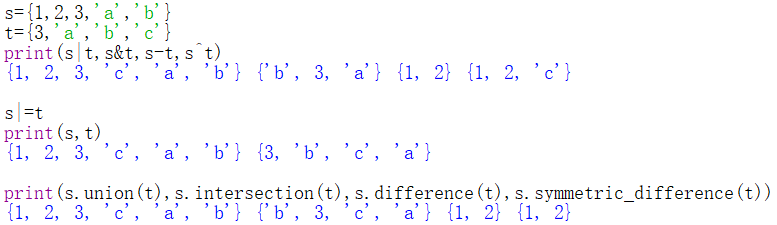 s={1,2,3,'a','b'}
t={3,'a','b','c'}
print(s|t,s&t,s-t,s^t)
{1, 2, 3, 'c', 'a', 'b'} {'b', 3, 'a'} {1, 2} {1, 2, 'c'}
s|=t
print(s,t)
{1, 2, 3, 'c', 'a', 'b'} {3, 'b', 'c', 'a'}
print(s.union(t),s.intersection(t),s.difference(t),s.symmetric_difference(t))
{1, 2, 3, 'c', 'a', 'b'} {'b', 3, 'c', 'a'} {1, 2} {1, 2}